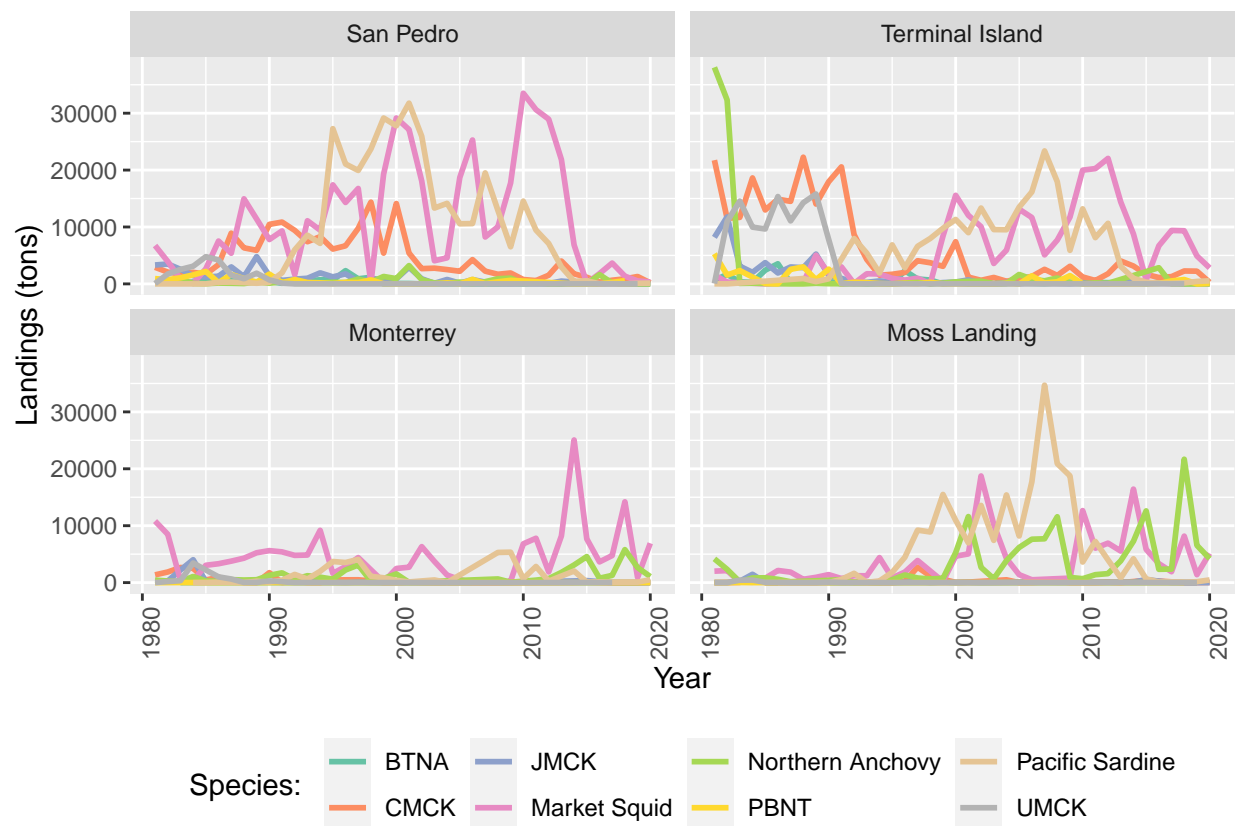 San Pedro
Terminal Island
30000
20000
10000
0
Monterrey
Moss Landing
30000
20000
10000
0
Landings (tons)
1980
1990
2000
2010
2020
1980
1990
2000
2010
2020
Year
Species:
BTNA
JMCK
Northern Anchovy
Pacific Sardine
CMCK
Market Squid
PBNT
UMCK